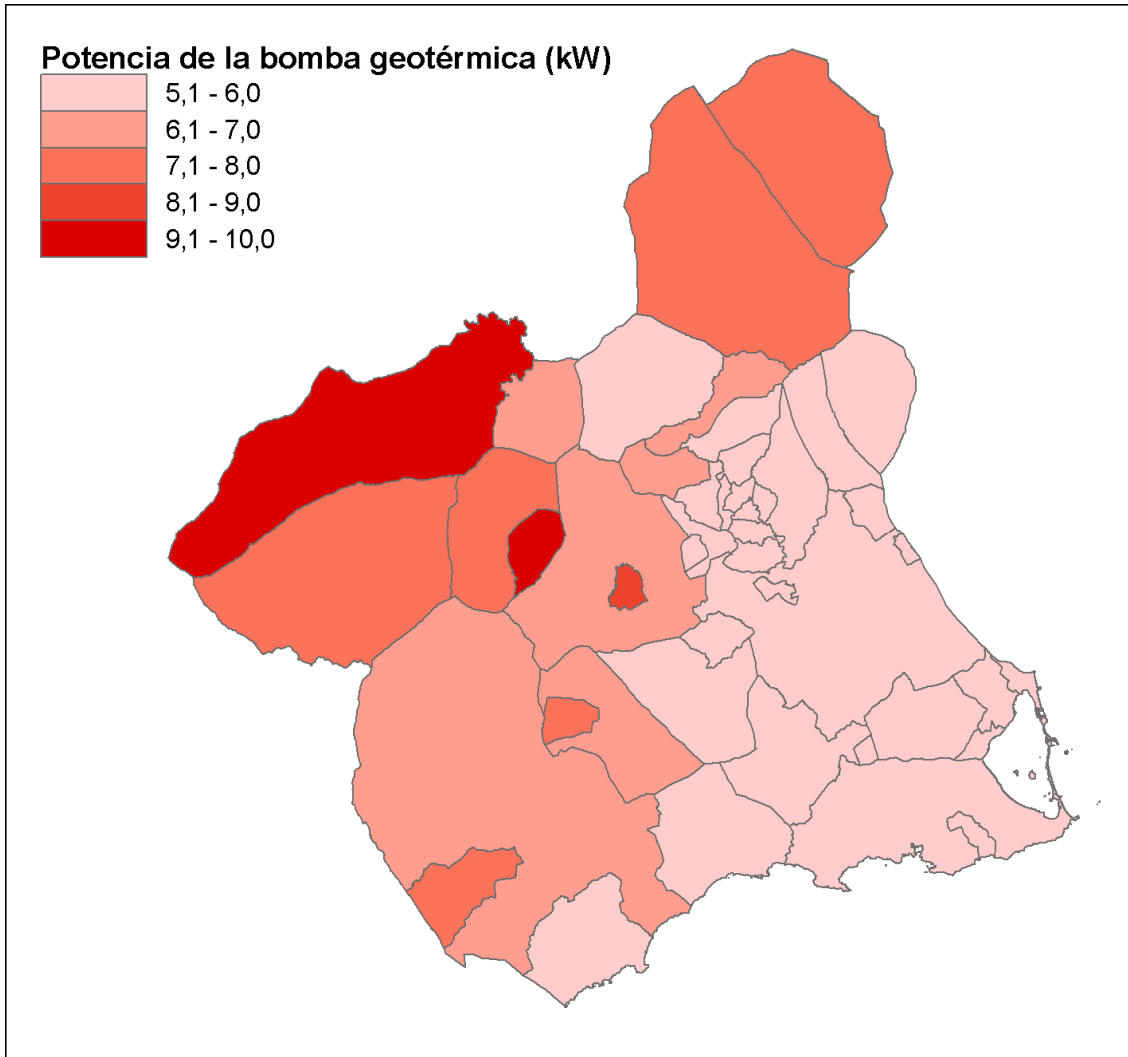 Potencia de la bomba geotérmica (kW)
5,1 - 6,0
6,1 - 7,0
7,1 - 8,0
8,1 - 9,0
9,1 - 10,0